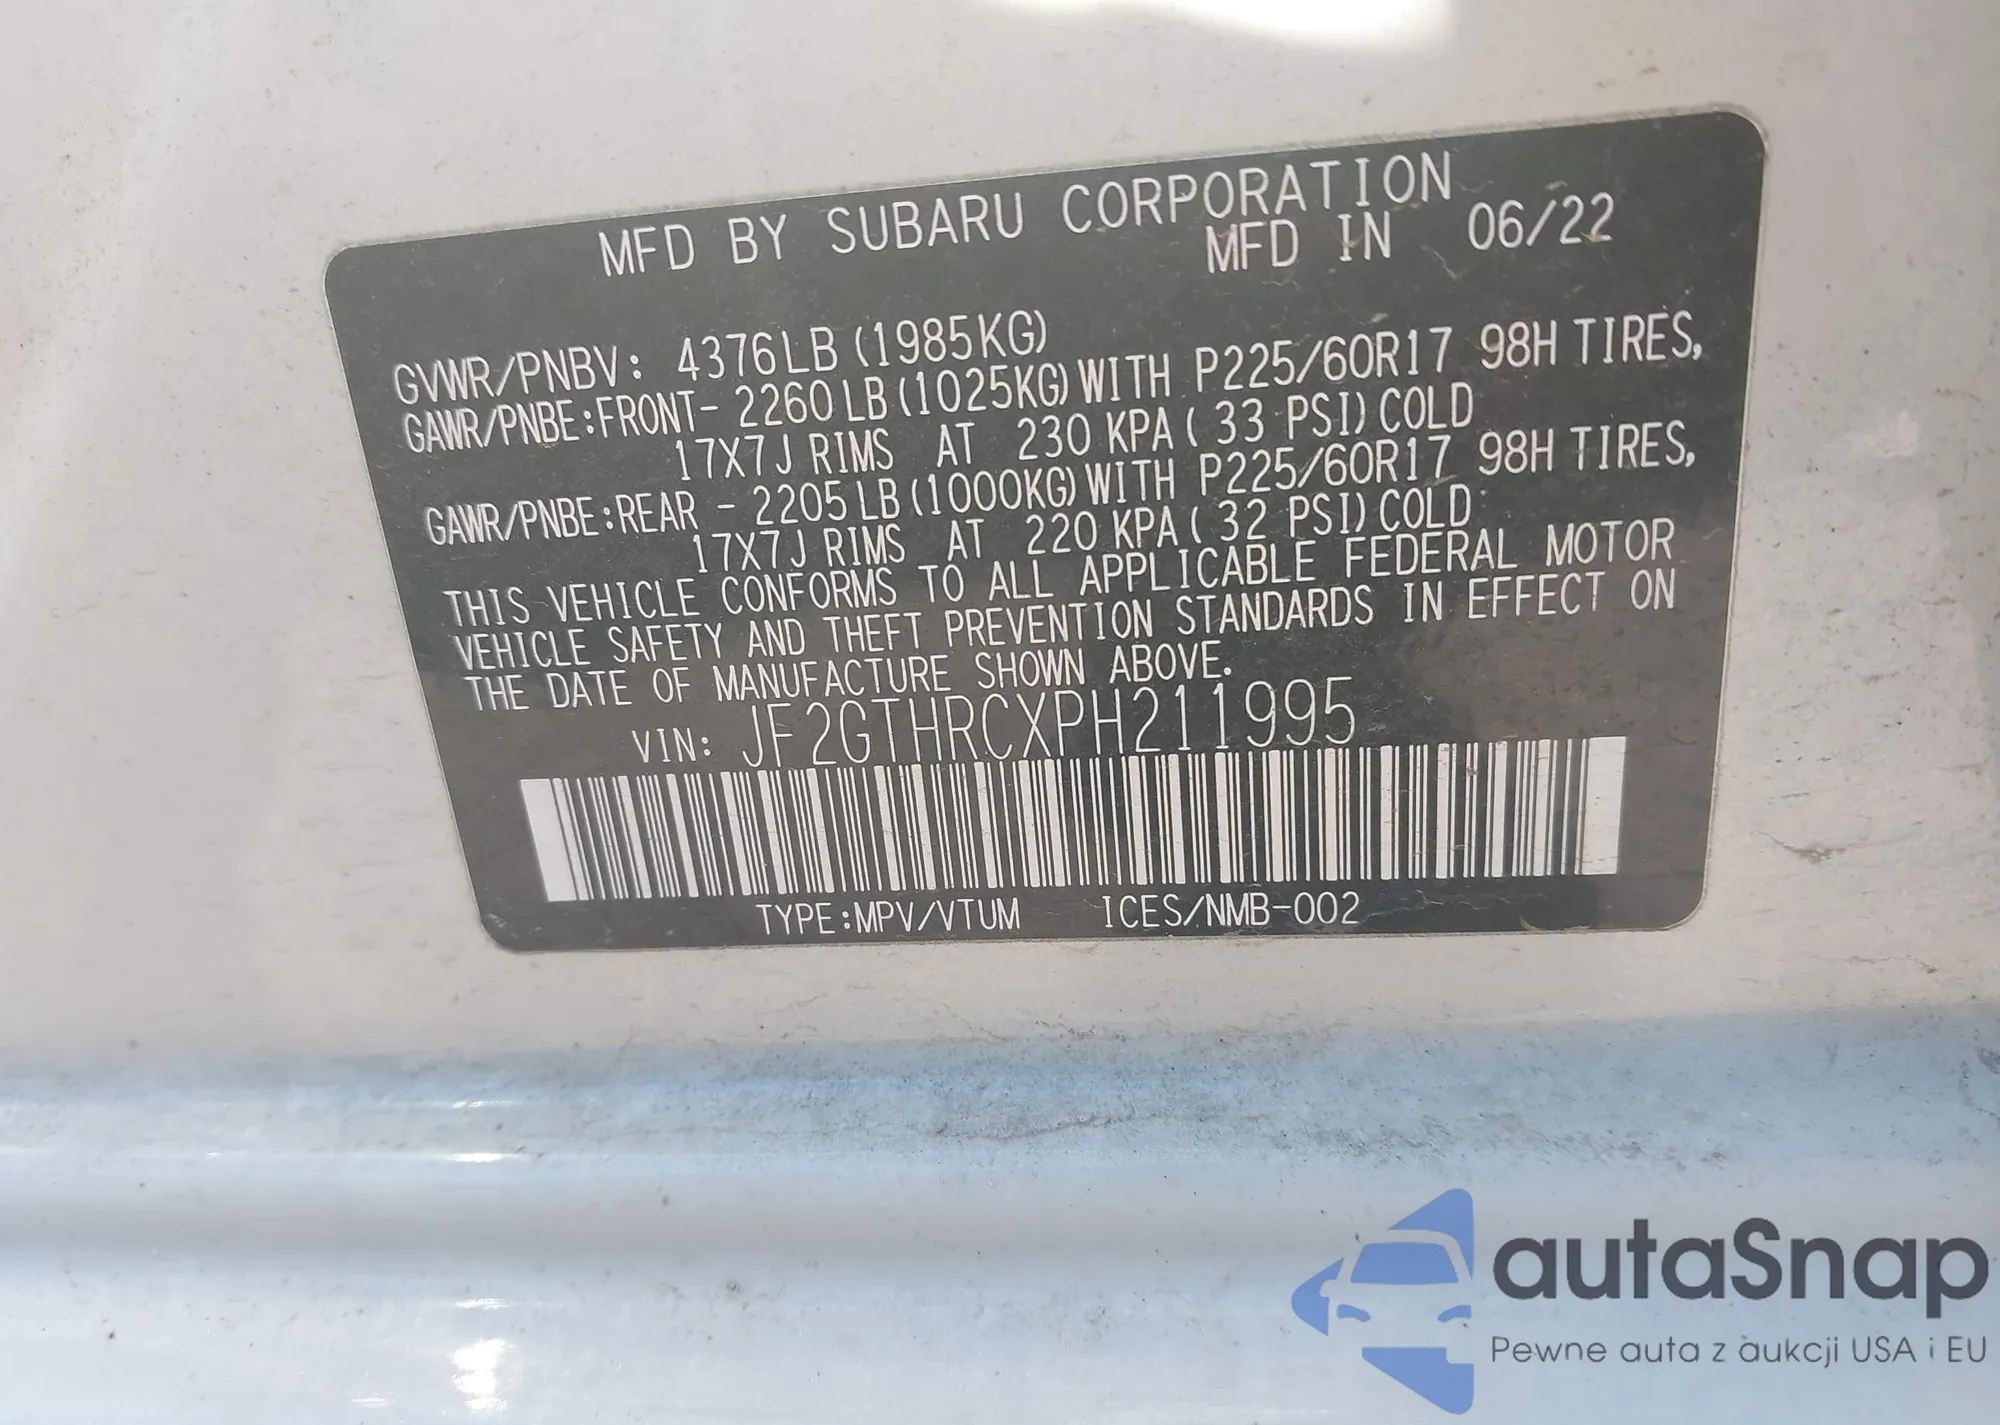 MFD BY SUBARU CORPORATION
MFD IN 06/22
GVWR/PNBV: 4376LB (1985KG)
GAWR/PNBE:FRONT- 2260LB(1025KG)WITH P225/60R17 98H TIRES,
17X7J RIMS AT 230 KPA( 33 PSI)COLD
GAWR/PNBE:REAR - 2205LB(1000KG)WITH P225/60R17 98H TIRES,
17X7J RIMS AT 220 KPA( 32 PSI)COLD
THIS VEHICLE CONFORMS TO ALL APPLICABLE FEDERAL MOTOR
VEHICLE SAFETY AND THEFT PREVENTION STANDARDS IN EFFECT ON
THE DATE OF MANUFACTURE SHOWN ABOVE.
VIN: JF2GTHRCXPH211995
TYPE:MPV/VTUM ICES/NMB-002
autaSnap
Pewne auta z aukcji USA i EU